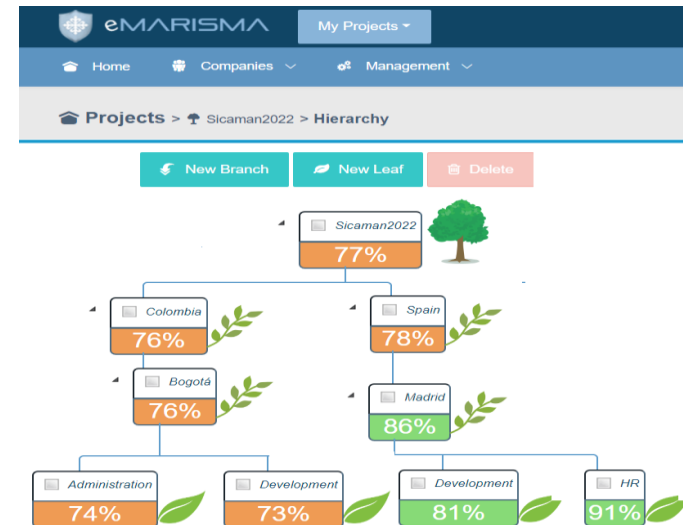 eMARISMA
My Projects
Home Companies Management
Projects > Sicaman2022 > Hierarchy
New Branch New Leaf Delete
Sicaman2022
77%
Colombia Spain
76% 78%
Bogotá Madrid
76% 86%
Administration Development Development HR
74% 73% 81% 91%